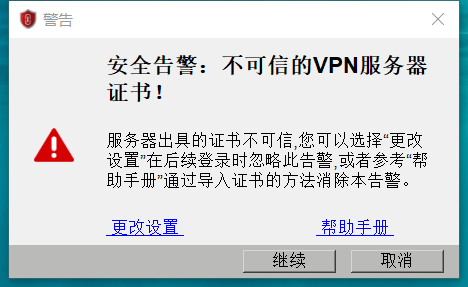 警告
安全告警：不可信的VPN服务器
证书！
服务器出具的证书不可信,您可以选择“更改
设置”在后续登录时忽略此告警,或者参考“帮
助手册”通过导入证书的方法消除本告警。
更改设置 帮助手册
继续 取消